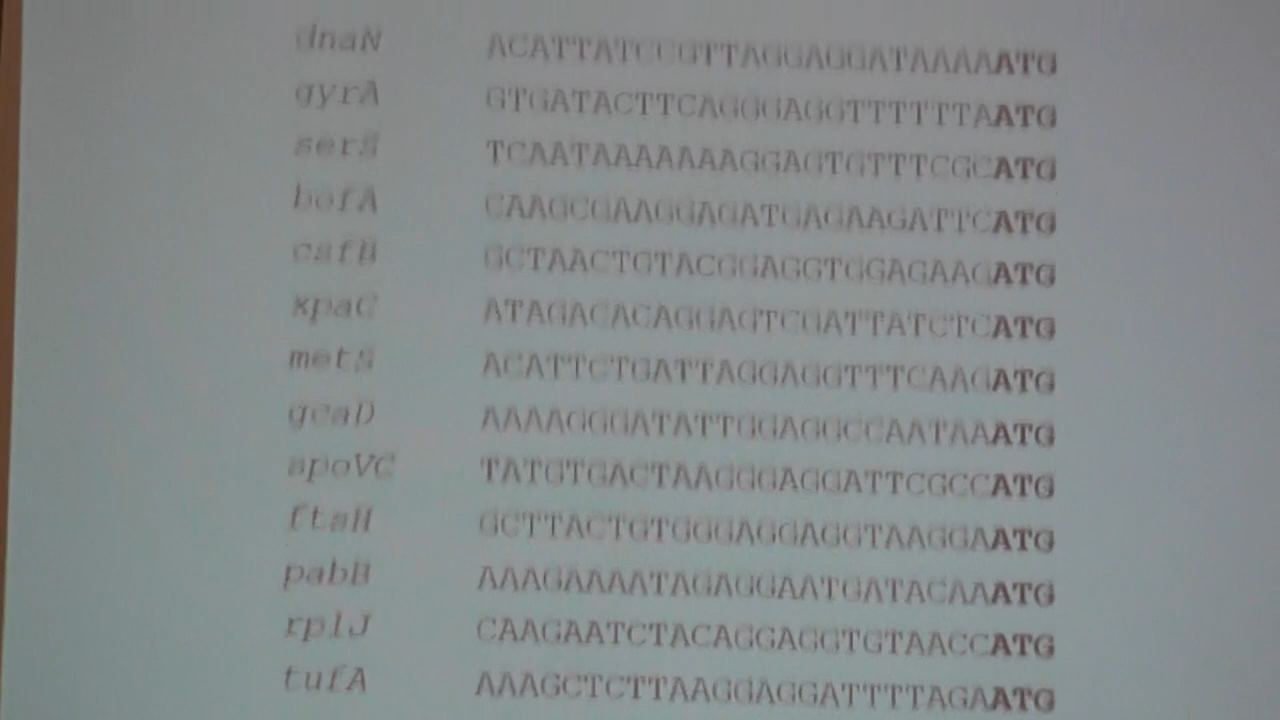 dnaN ACATTATCCGTTAGGAGGATAAAAATG
gyrA GTGATACTTCAGGGAGGTTTTTTAATG
serS TCAATAAAAAAAGGAGTGTTTCGCATG
bofA CAAGCGAAGGAGATGAGAAGATTCATG
csfB GCTAACTGTACGGAGGTGGAGAAGATG
xpaC ATAGACACAGGAGTCGATTATCTCATG
metS ACATTCTGATTAGGAGGTTTCAAGATG
gcaD AAAAGGGATATTGGAGGCCAATAAATG
spoVC TATGTGACTAAGGGAGGATTCGCCATG
ftsH GCTTACTGTGGGAGGAGGTAAGGAATG
pabB AAAGAAAATAGAGGAATGATACAAATG
rplJ CAAGAATCTACAGGAGGTGTAACCATG
tufA AAAGCTCTTAAGGAGGATTTTAGAATG